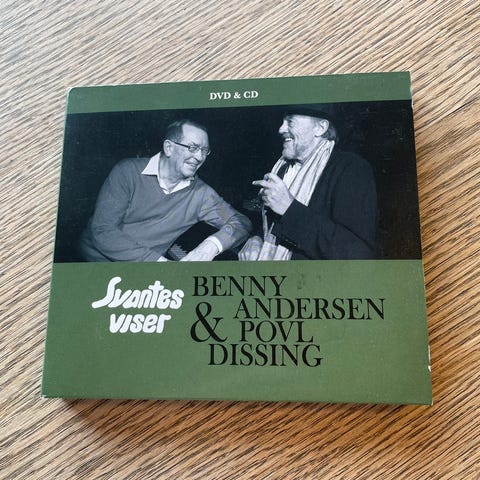 DVD & CD
Svantes
viser
BENNY
ANDERSEN
& POVL
DISSING